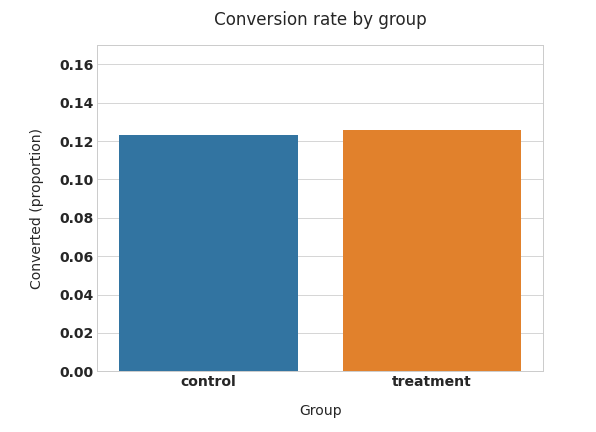 Conversion rate by group
Converted (proportion)
0.16
0.14
0.12
0.10
0.08
0.06
0.04
0.02
0.00
control treatment
Group